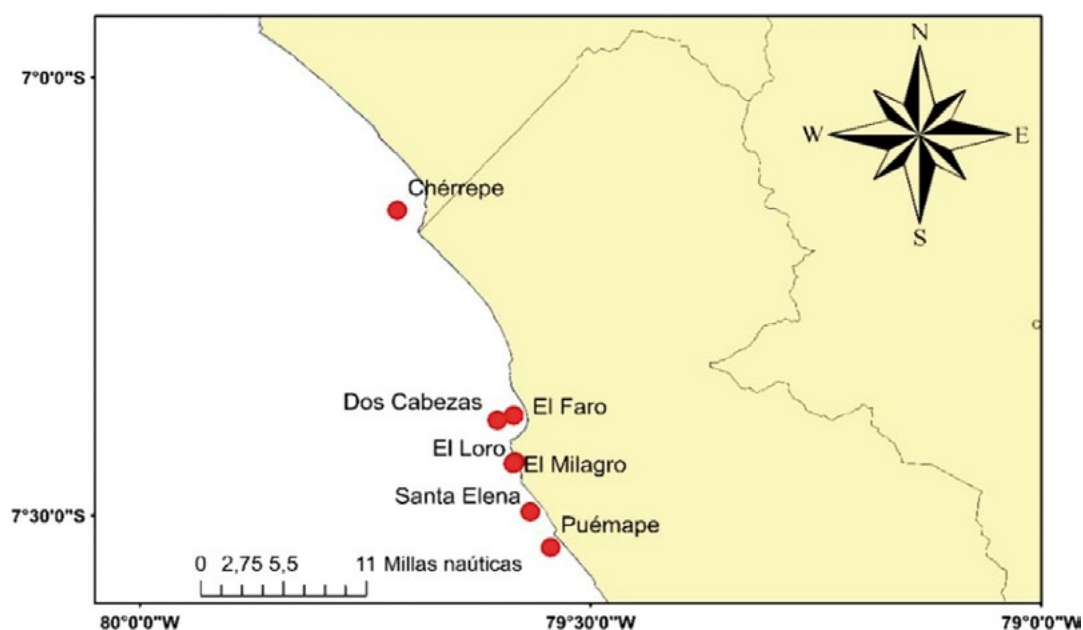 N
7°0'0"S
W
E
Chérrepe
S
Dos Cabezas
El Faro
El Loro
El Milagro
Santa Elena
7°30'0"S
Puémape
0 2,75 5,5 11 Millas naúticas
80°0'0"W
79°30'0"W
79°0'0"W